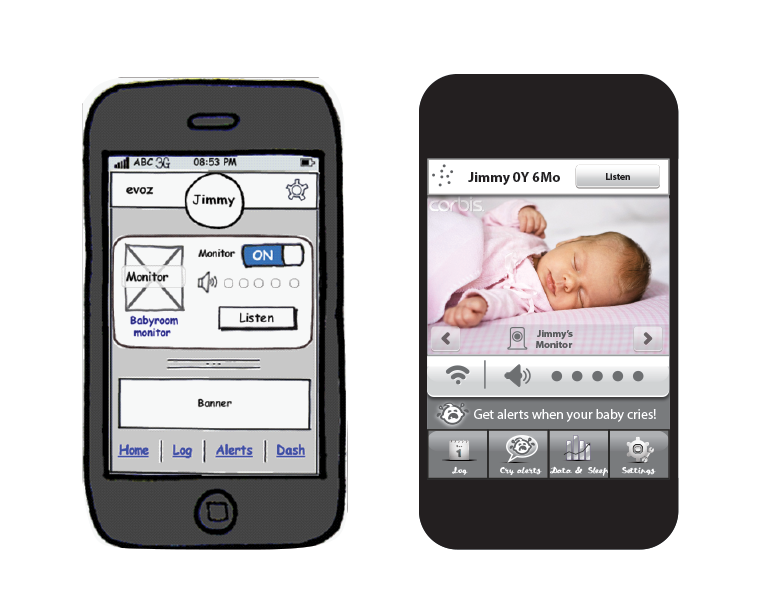 ABC 3G 08:53 PM
evoz
Jimmy
Monitor ON
Monitor
Babyroom
monitor
Listen
Banner
Home Log Alerts Dash
Jimmy 0Y 6Mo Listen
corbis
Jimmy's
Monitor
Get alerts when your baby cries!
1
Log Cry alerts Data & Sleep Settings